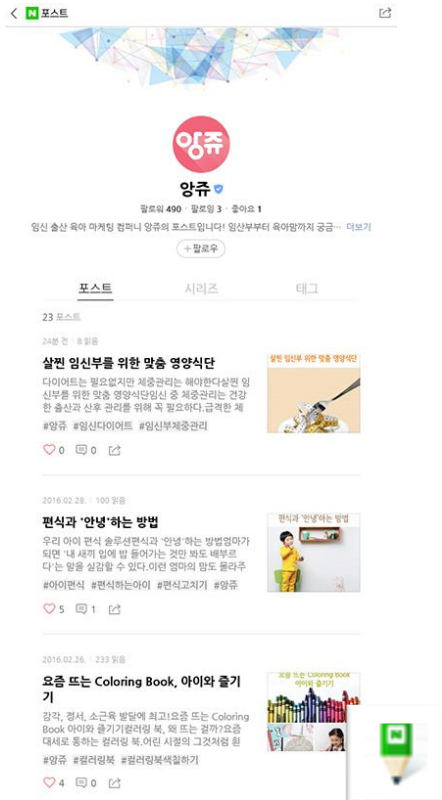 N 포스트
앙쥬
앙쥬
팔로워 490 · 팔로잉 3 · 좋아요 1
임신 출산 육아 마케팅 컴퍼니 앙쥬의 포스트입니다! 임산부부터 육아맘까지 궁금… 더보기
+팔로우
포스트 시리즈 태그
23 포스트
24분 전 8 읽음
살찐 임신부를 위한 맞춤 영양식단
다이어트는 필요없지만 체중관리는 해야한다살찐 임
신부를 위한 맞춤 영양식단임신 중 체중관리는 건강
한 출산과 산후 관리를 위해 꼭 필요하다.급격한 체
#앙쥬 #임신다이어트 #임신부체중관리
살찐 임신부 위한 맞춤 영양식단
0 0
2016.02.28. 100 읽음
편식과 '안녕'하는 방법
우리 아이 편식 솔루션편식과 '안녕'하는 방법엄마가
되면 '내 새끼 입에 밥 들어가는 것만 봐도 배부르
다'는 말을 실감할 수 있다.이런 엄마의 맘도 몰라주
#아이편식 #편식하는아이 #편식고치기 #앙쥬
편식과 '안녕'하는 방법
5 1
2016.02.26. 233 읽음
요즘 뜨는 Coloring Book, 아이와 즐기
기
감각, 정서, 소근육 발달에 최고!요즘 뜨는 Coloring
Book 아이와 즐기기컬러링 북, 왜 뜨는 걸까?요즘
대세로 통하는 컬러링 북.어린 시절의 그것처럼 흰
#앙쥬 #컬러링북 #컬러링북색칠하기
요즘 뜨는 Coloring Book
아이와 즐기기
4 0
N